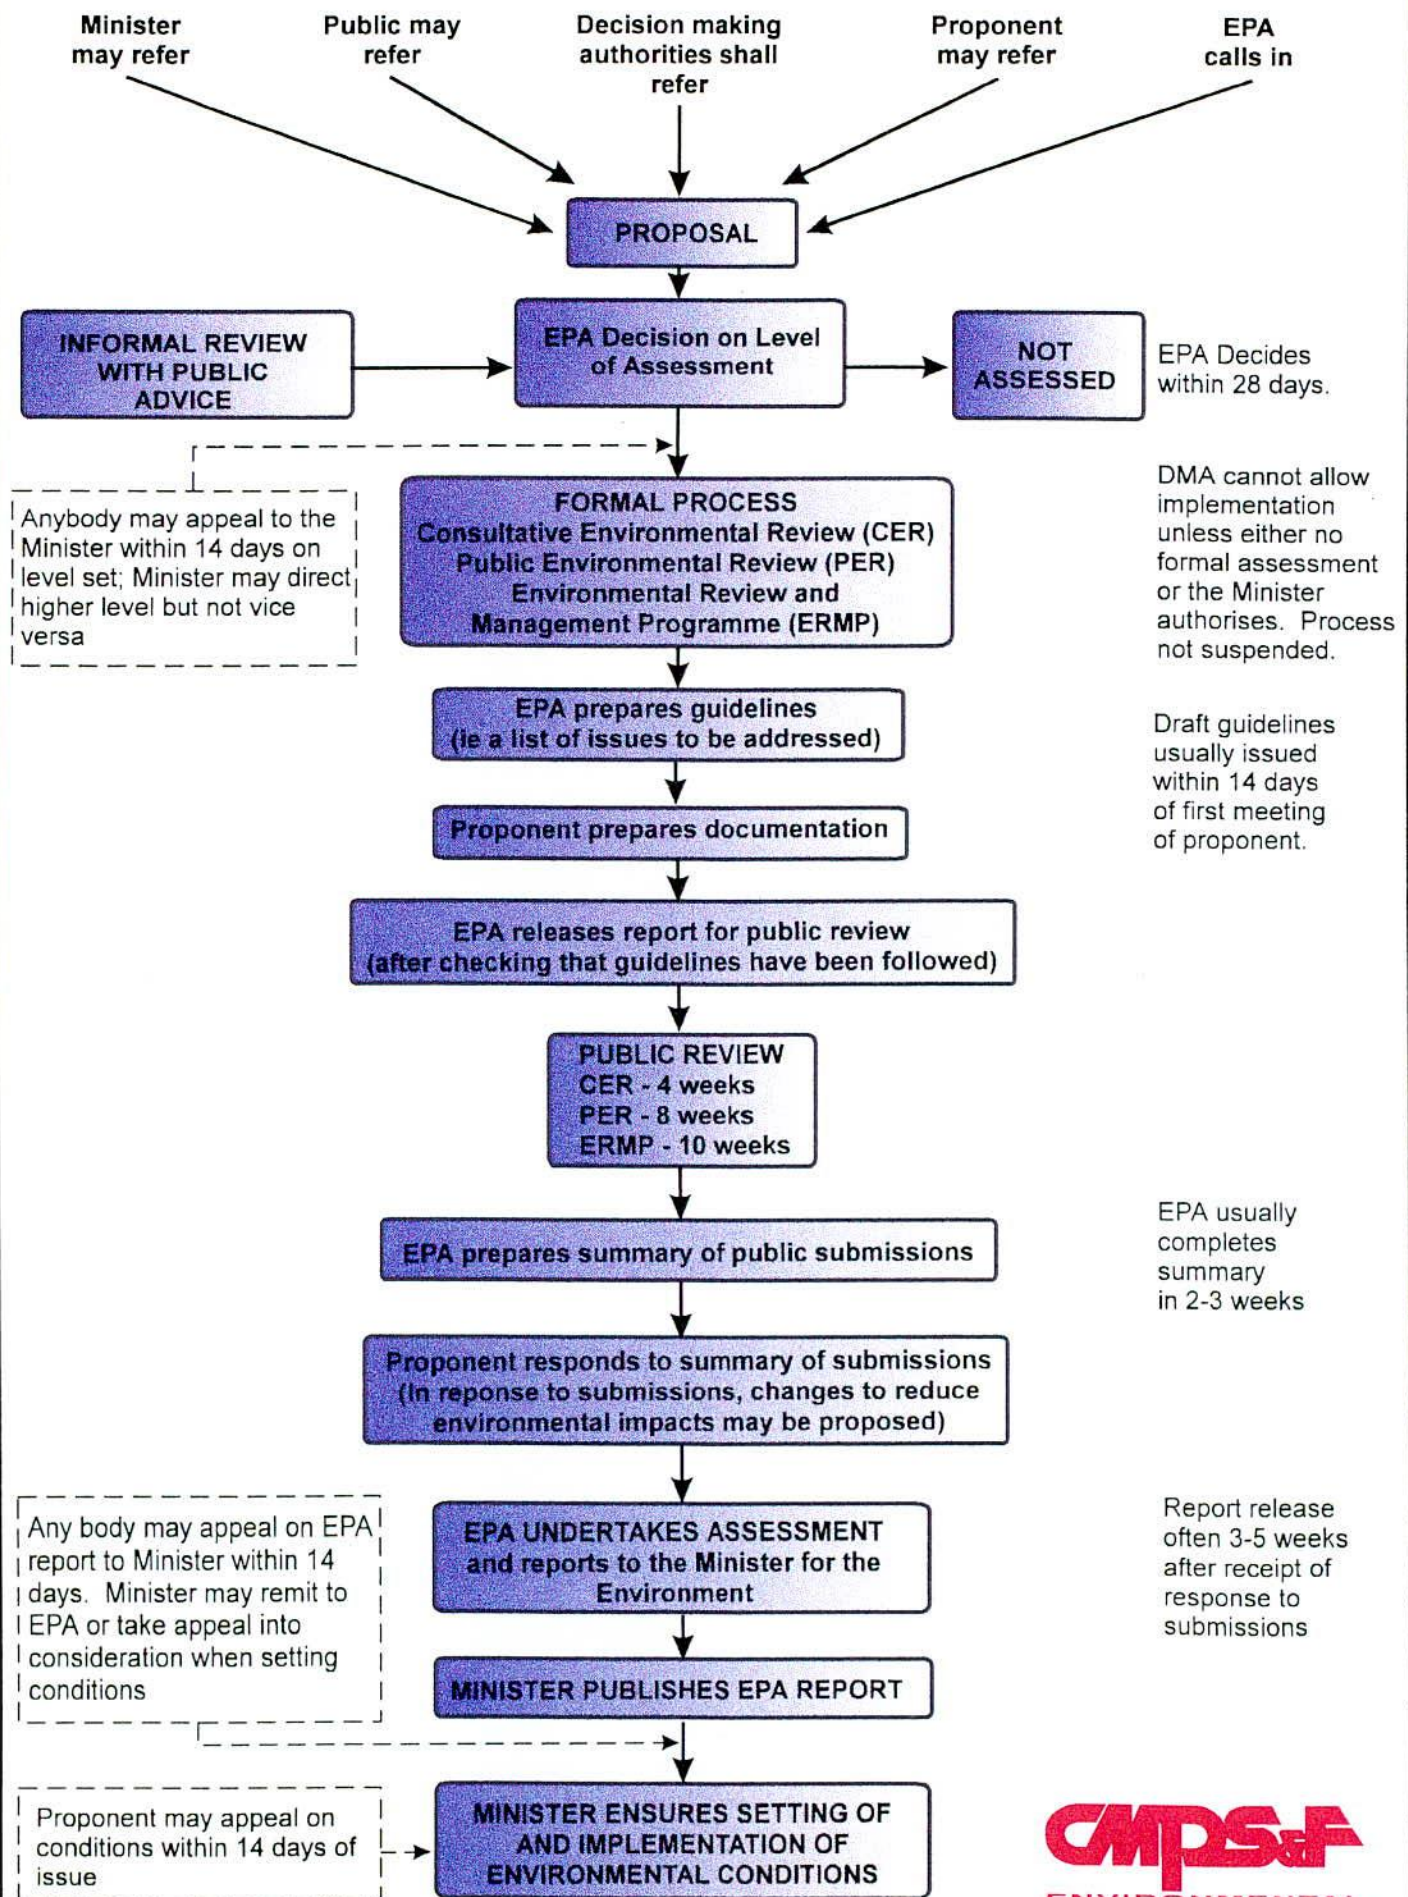 Minister
may refer
Public may
refer
Decision making
authorities shall
refer
Proponent
may refer
EPA
calls in
PROPOSAL
INFORMAL REVIEW
WITH PUBLIC
ADVICE
EPA Decision on Level
of Assessment
NOT
ASSESSED
EPA Decides
within 28 days.
Anybody may appeal to the
Minister within 14 days on
level set; Minister may direct
higher level but not vice
versa
FORMAL PROCESS
Consultative Environmental Review (CER)
Public Environmental Review (PER)
Environmental Review and
Management Programme (ERMP)
DMA cannot allow
implementation
unless either no
formal assessment
or the Minister
authorises. Process
not suspended.
EPA prepares guidelines
(ie a list of issues to be addressed)
Draft guidelines
usually issued
within 14 days
of first meeting
of proponent.
Proponent prepares documentation
EPA releases report for public review
(after checking that guidelines have been followed)
PUBLIC REVIEW
CER - 4 weeks
PER - 8 weeks
ERMP - 10 weeks
EPA prepares summary of public submissions
EPA usually
completes
summary
in 2-3 weeks
Proponent responds to summary of submissions
(In reponse to submissions, changes to reduce
environmental impacts may be proposed)
Any body may appeal on EPA
report to Minister within 14
days. Minister may remit to
EPA or take appeal into
consideration when setting
conditions
EPA UNDERTAKES ASSESSMENT
and reports to the Minister for the
Environment
Report release
often 3-5 weeks
after receipt of
response to
submissions
MINISTER PUBLISHES EPA REPORT
Proponent may appeal on
conditions within 14 days of
issue
MINISTER ENSURES SETTING OF
AND IMPLEMENTATION OF
ENVIRONMENTAL CONDITIONS
CMPS&F
ENVIRONMENTAL